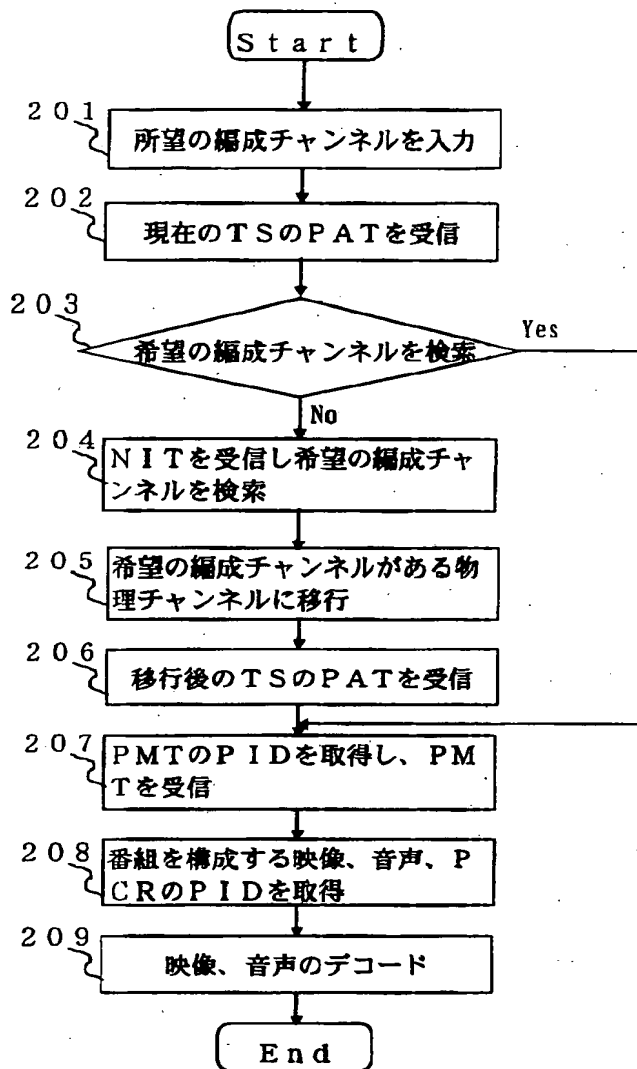 Start
201
所望の編成チャンネルを入力
202
現在のTSのPATを受信
203
希望の編成チャンネルを検索
Yes
No
204
NITを受信し希望の編成チャ
ンネルを検索
205
希望の編成チャンネルがある物
理チャンネルに移行
206
移行後のTSのPATを受信
207
PMTのPIDを取得し、PM
Tを受信
208
番組を構成する映像、音声、P
CRのPIDを取得
209
映像、音声のデコード
End